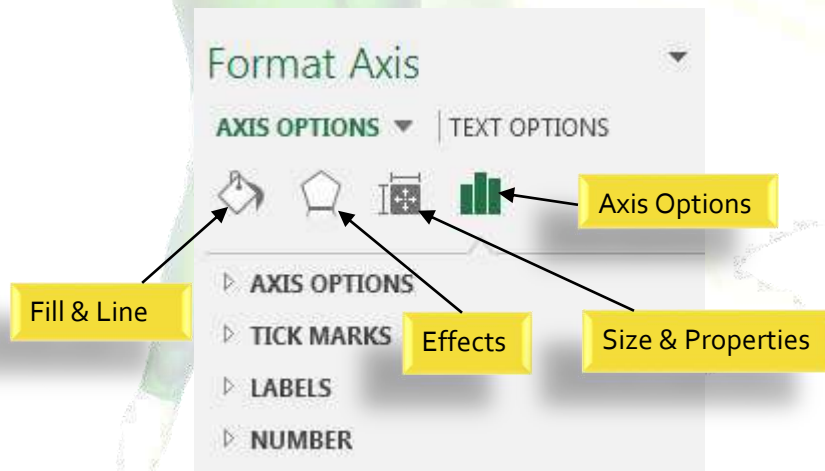 Format Axis
AXIS OPTIONS TEXT OPTIONS
Axis Options
AXIS OPTIONS
Fill & Line
TICK MARKS
Effects
Size & Properties
LABELS
NUMBER